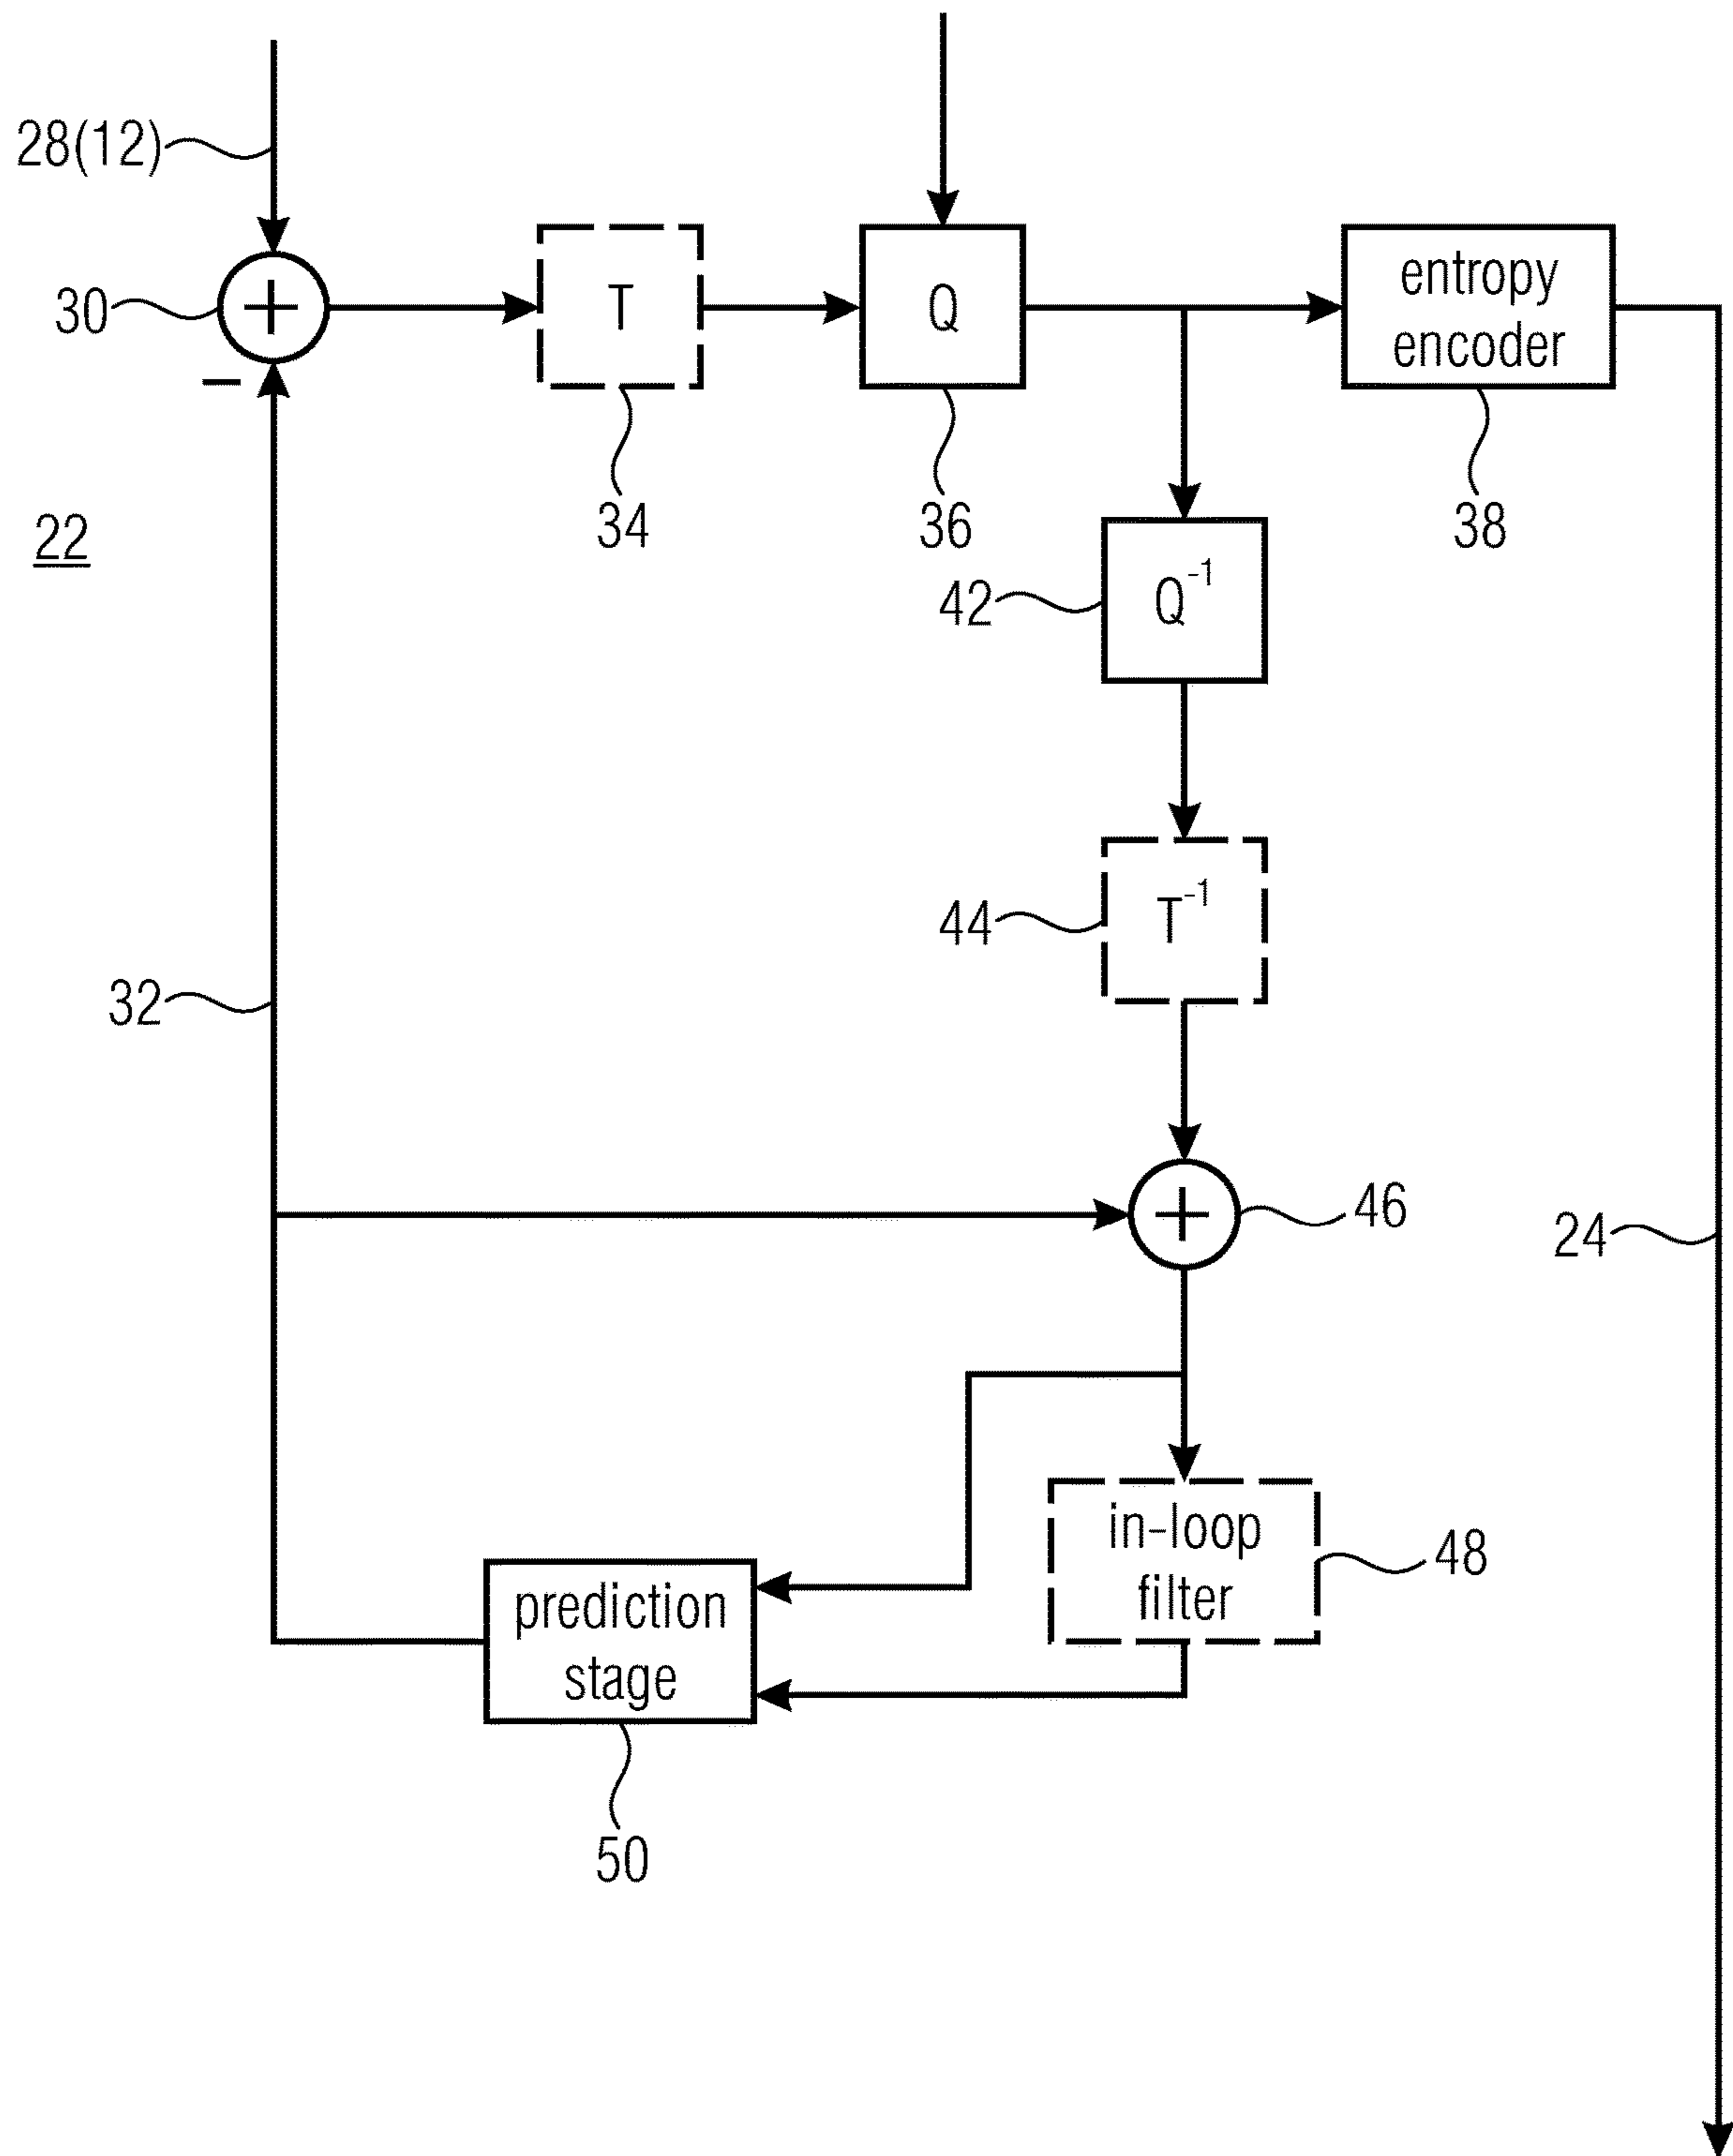 28(12)
30
+
−
T
Q
entropy
encoder
34
36
38
22
42
Q⁻¹
44
T⁻¹
32
+
46
24
in-loop
filter
48
prediction
stage
50